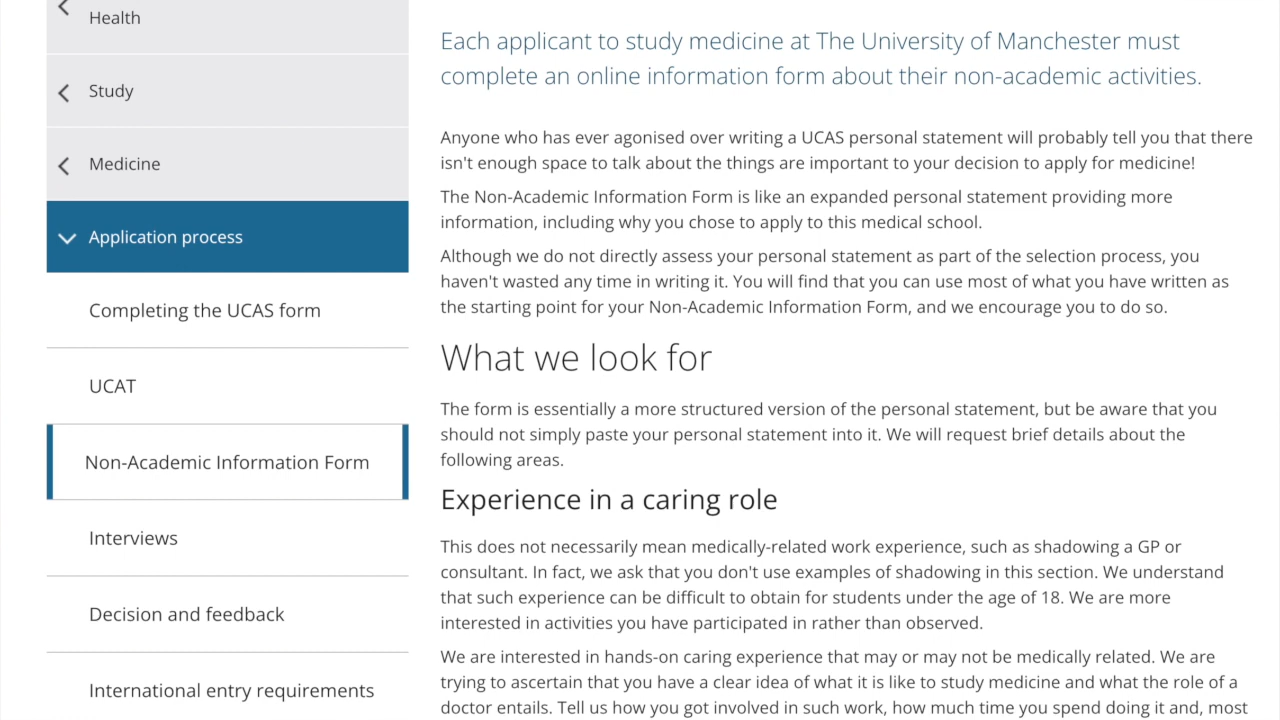 Health
Study
Medicine
Application process
Completing the UCAS form
UCAT
Non-Academic Information Form
Interviews
Decision and feedback
International entry requirements
Each applicant to study medicine at The University of Manchester must
complete an online information form about their non-academic activities.
Anyone who has ever agonised over writing a UCAS personal statement will probably tell you that there
isn't enough space to talk about the things are important to your decision to apply for medicine!
The Non-Academic Information Form is like an expanded personal statement providing more
information, including why you chose to apply to this medical school.
Although we do not directly assess your personal statement as part of the selection process, you
haven't wasted any time in writing it. You will find that you can use most of what you have written as
the starting point for your Non-Academic Information Form, and we encourage you to do so.
What we look for
The form is essentially a more structured version of the personal statement, but be aware that you
should not simply paste your personal statement into it. We will request brief details about the
following areas.
Experience in a caring role
This does not necessarily mean medically-related work experience, such as shadowing a GP or
consultant. In fact, we ask that you don't use examples of shadowing in this section. We understand
that such experience can be difficult to obtain for students under the age of 18. We are more
interested in activities you have participated in rather than observed.
We are interested in hands-on caring experience that may or may not be medically related. We are
trying to ascertain that you have a clear idea of what it is like to study medicine and what the role of a
doctor entails. Tell us how you got involved in such work, how much time you spend doing it and, most